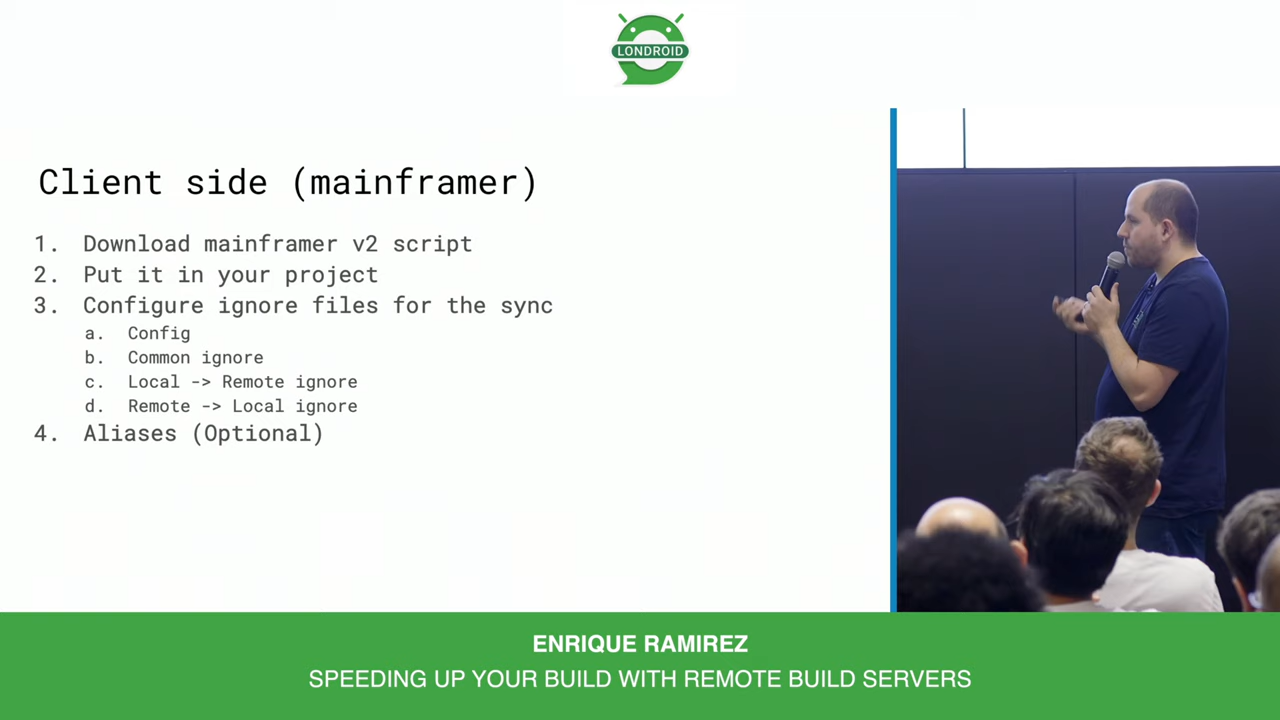 LONDROID
Client side (mainframer)
1. Download mainframer v2 script
2. Put it in your project
3. Configure ignore files for the sync
a. Config
b. Common ignore
c. Local -> Remote ignore
d. Remote -> Local ignore
4. Aliases (Optional)
ENRIQUE RAMIREZ
SPEEDING UP YOUR BUILD WITH REMOTE BUILD SERVERS